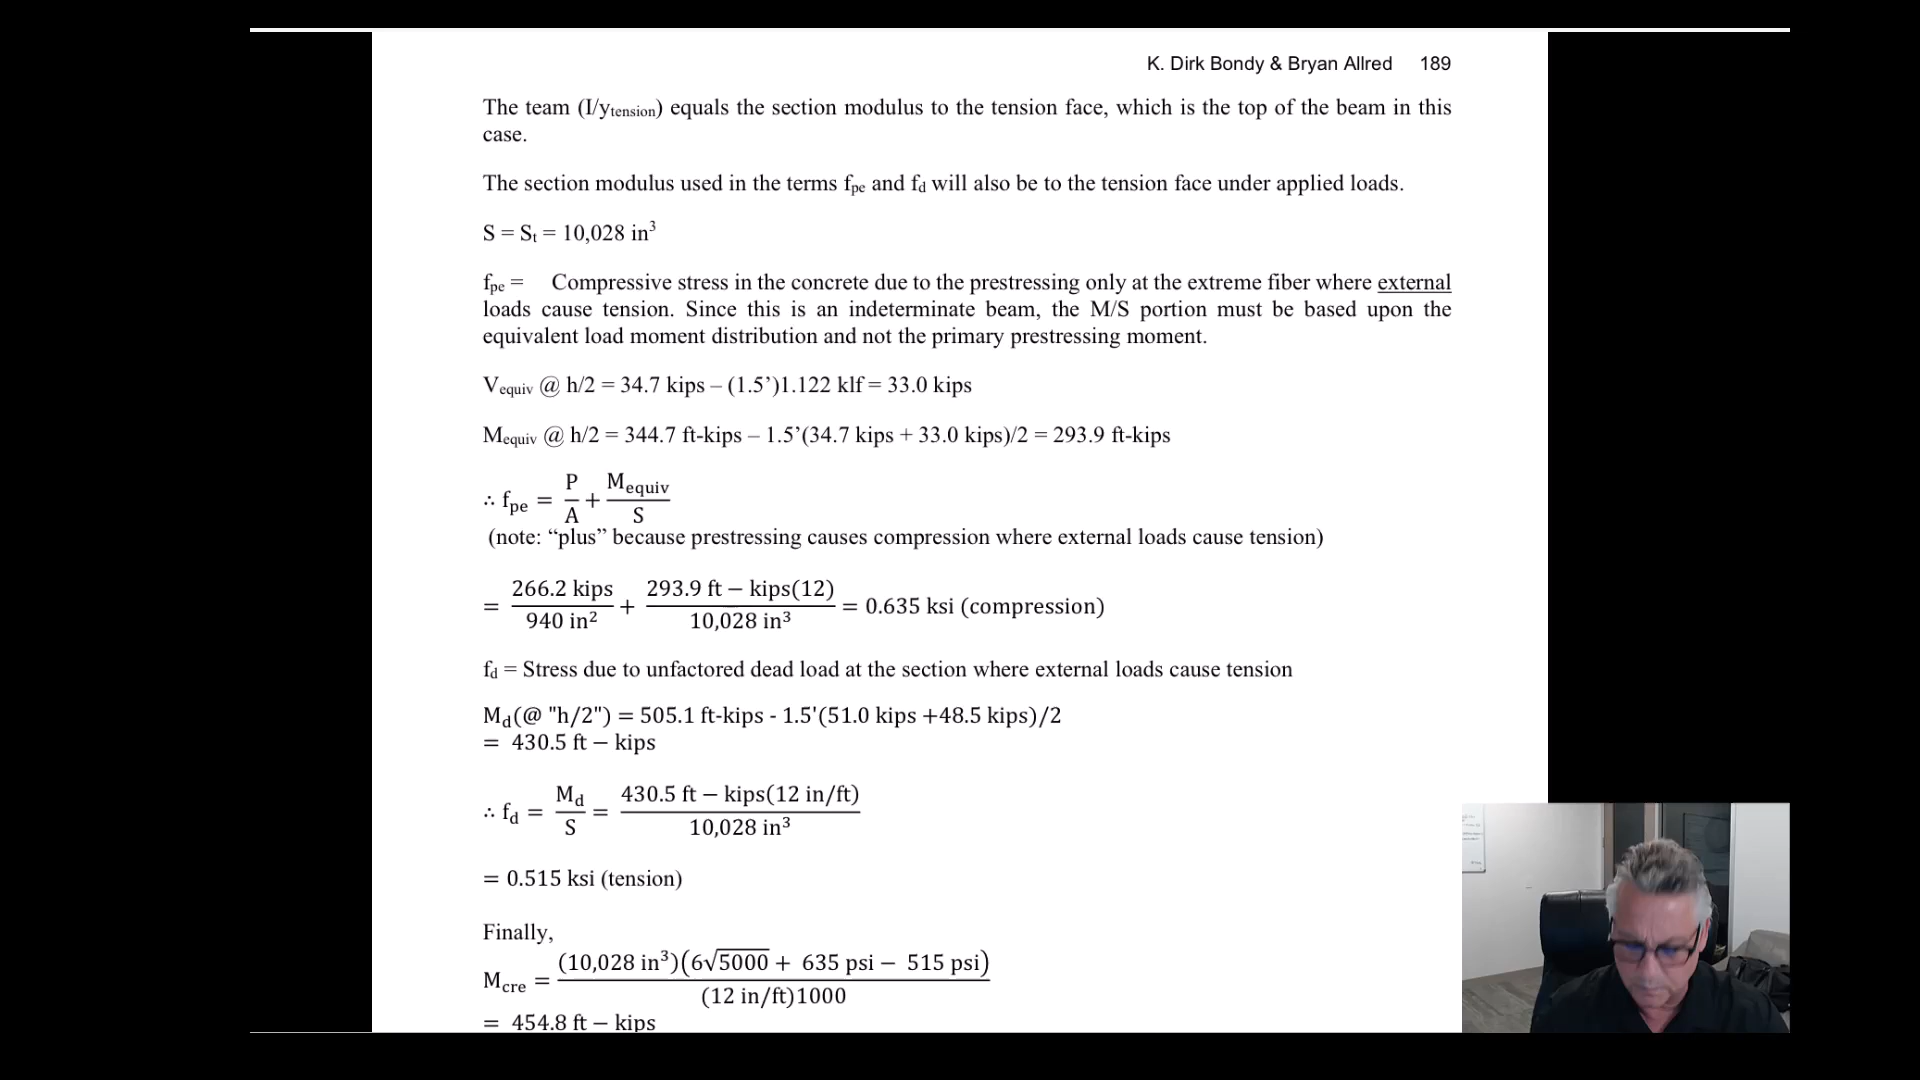 K. Dirk Bondy & Bryan Allred 189
The team (I/ytension) equals the section modulus to the tension face, which is the top of the beam in this
case.
The section modulus used in the terms fpe and fd will also be to the tension face under applied loads.
S = St = 10,028 in³
fpe = Compressive stress in the concrete due to the prestressing only at the extreme fiber where external
loads cause tension. Since this is an indeterminate beam, the M/S portion must be based upon the
equivalent load moment distribution and not the primary prestressing moment.
Vequiv @ h/2 = 34.7 kips – (1.5’)1.122 klf = 33.0 kips
Mequiv @ h/2 = 344.7 ft-kips – 1.5’(34.7 kips + 33.0 kips)/2 = 293.9 ft-kips
∴ fpe = P/A + Mequiv/S
(note: “plus” because prestressing causes compression where external loads cause tension)
= 266.2 kips/940 in² + 293.9 ft − kips(12)/10,028 in³ = 0.635 ksi (compression)
fd = Stress due to unfactored dead load at the section where external loads cause tension
Md(@ "h/2") = 505.1 ft-kips - 1.5'(51.0 kips +48.5 kips)/2
= 430.5 ft − kips
∴ fd = Md/S = 430.5 ft − kips(12 in/ft)/10,028 in³
= 0.515 ksi (tension)
Finally,
Mcre = (10,028 in³)(6√5000 + 635 psi − 515 psi)/(12 in/ft)1000
= 454.8 ft − kips